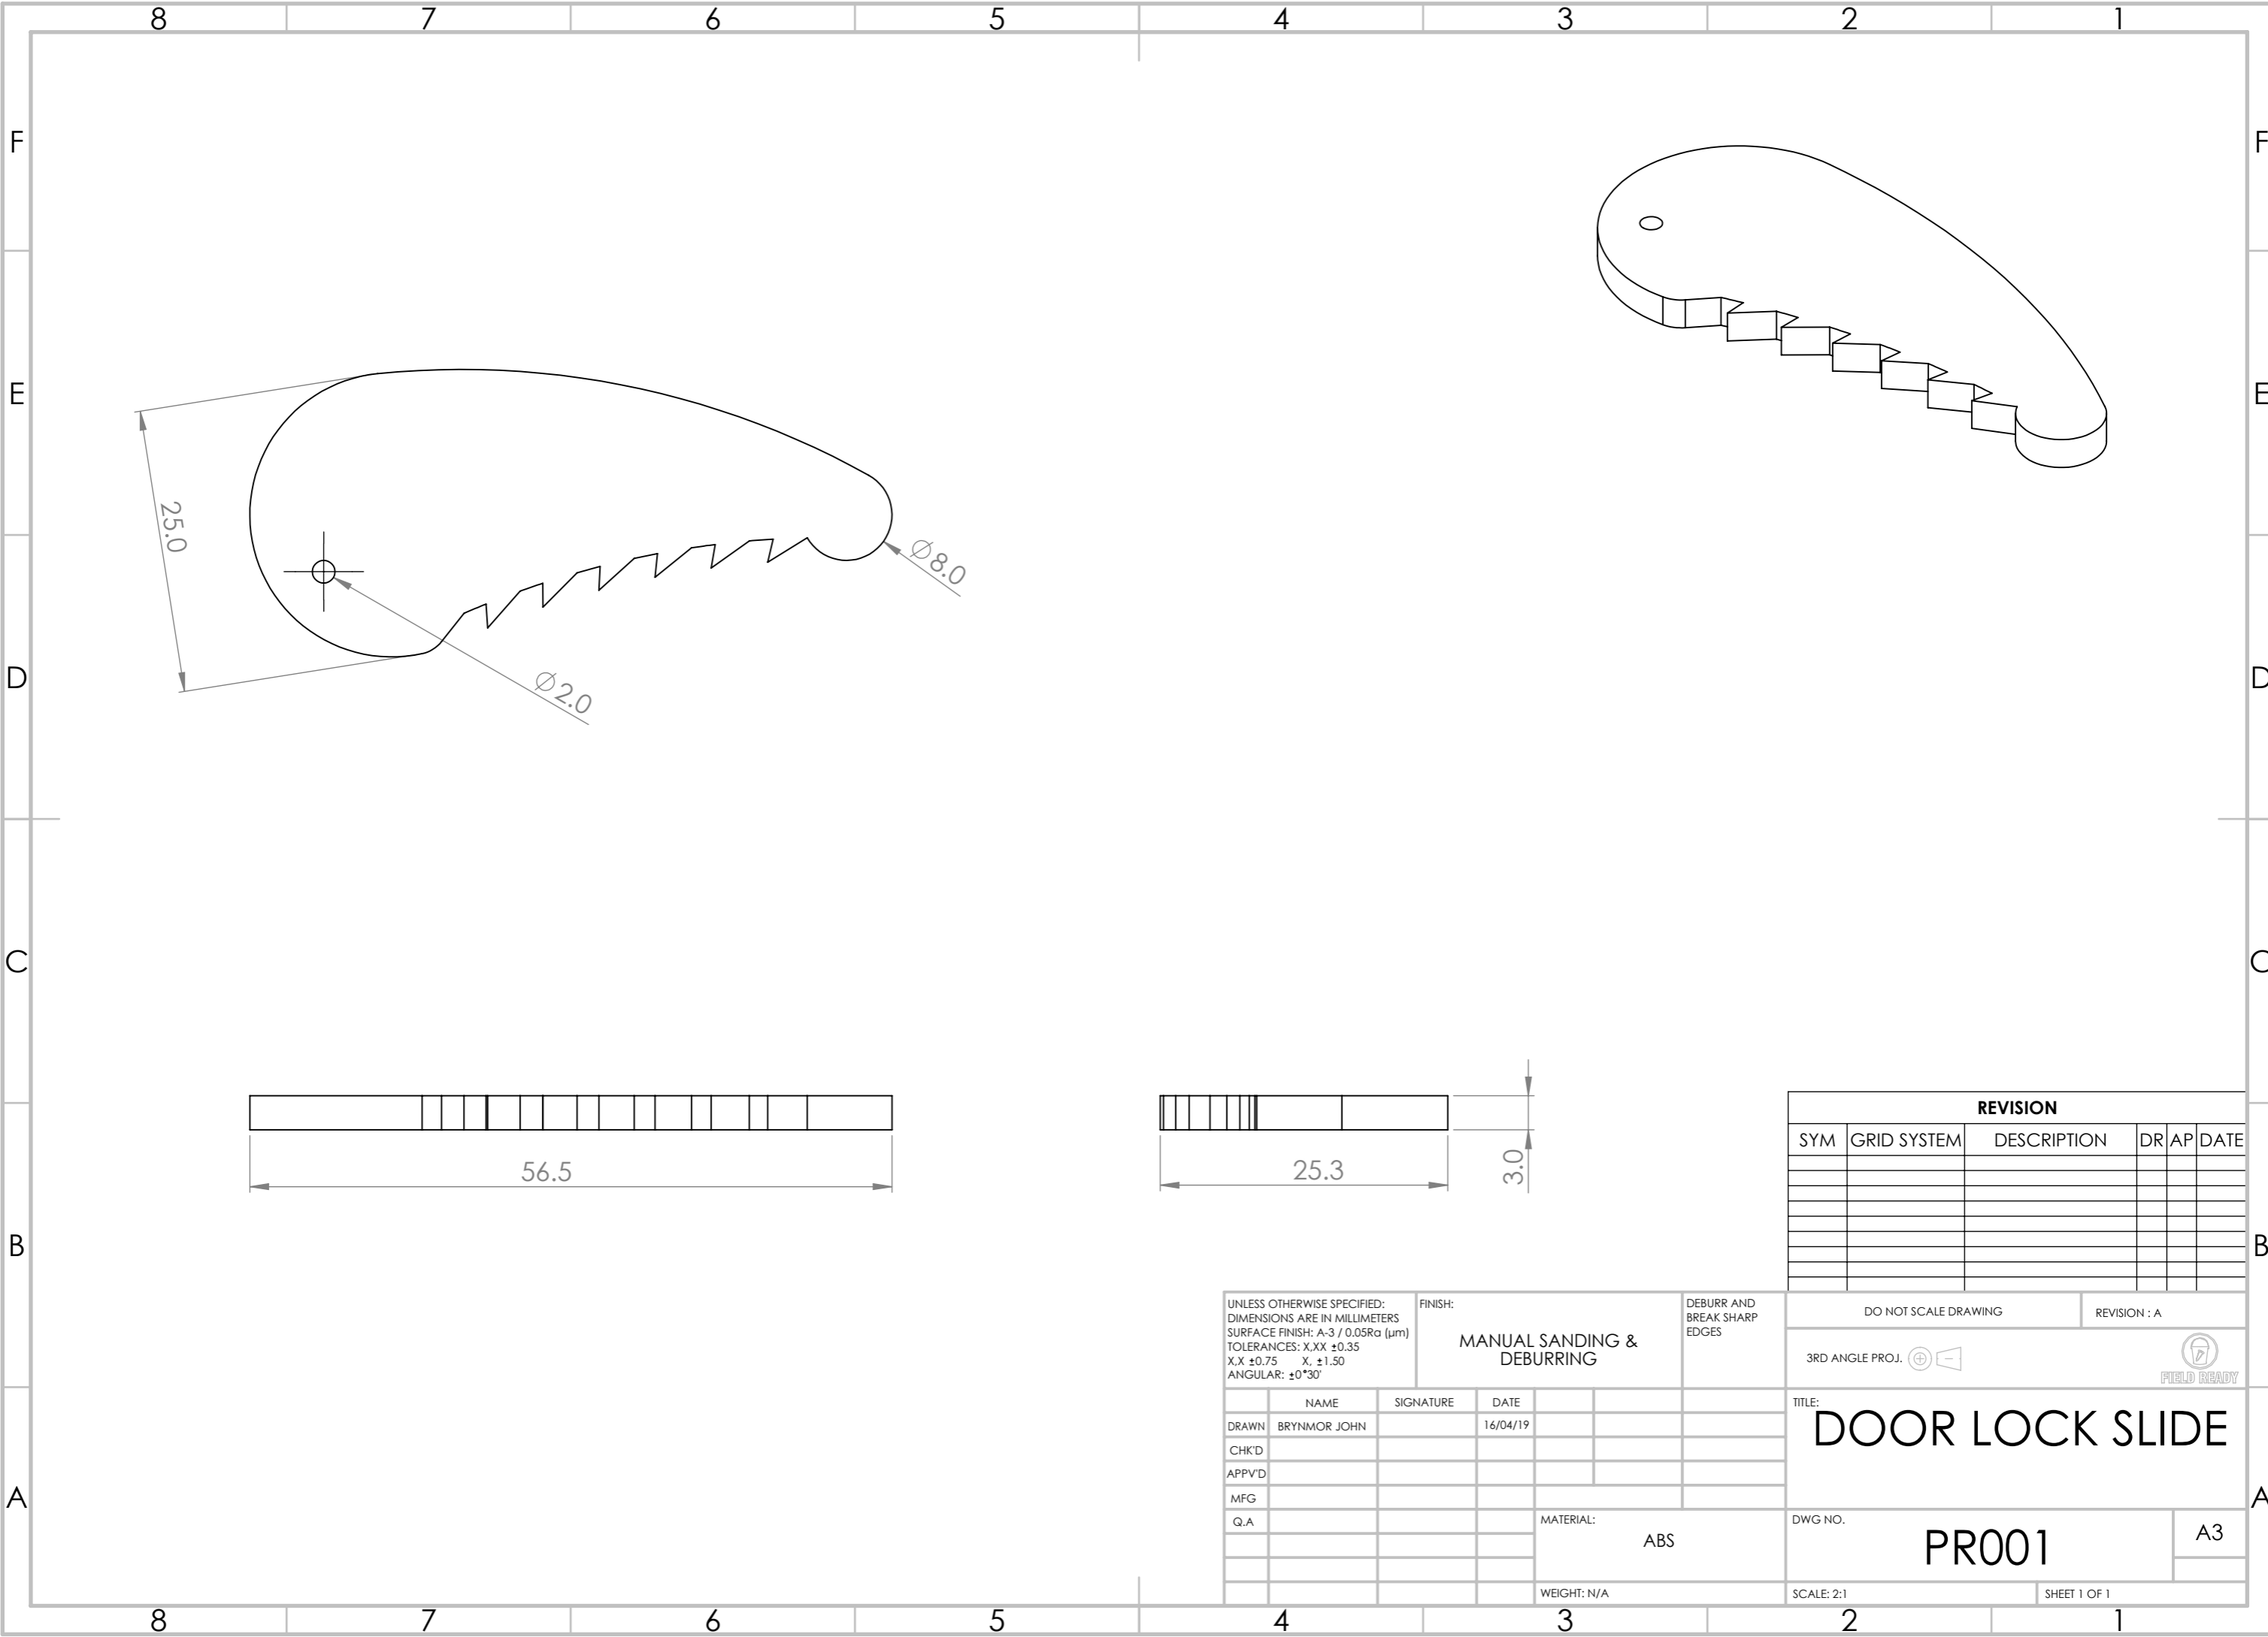 8 7 6 5 4 3 2 1
F F
E E
D D
C C
B B
A A
25.0
Ø8.0
Ø2.0
56.5
25.3
3.0
REVISION
SYM GRID SYSTEM DESCRIPTION DR AP DATE
UNLESS OTHERWISE SPECIFIED:
DIMENSIONS ARE IN MILLIMETERS
SURFACE FINISH: A-3 / 0.05Ra (µm)
TOLERANCES: X,XX ±0.35
X,X ±0.75 X, ±1.50
ANGULAR: ±0°30'
FINISH:
MANUAL SANDING &
DEBURRING
DEBURR AND
BREAK SHARP
EDGES
DO NOT SCALE DRAWING
REVISION : A
3RD ANGLE PROJ.
FIELD READY
NAME SIGNATURE DATE
DRAWN BRYNMOR JOHN 16/04/19
CHK'D
APPV'D
MFG
Q.A
TITLE:
DOOR LOCK SLIDE
MATERIAL:
ABS
DWG NO.
PR001
A3
WEIGHT: N/A
SCALE: 2:1
SHEET 1 OF 1
8 7 6 5 4 3 2 1